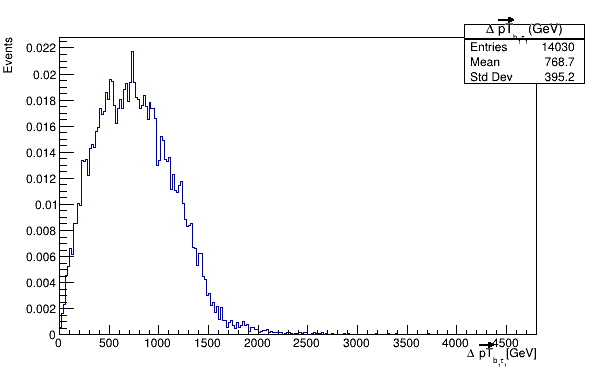 Δ pT b₁τ₁ (GeV)
Entries 14030
Mean 768.7
Std Dev 395.2
Events
0.022
0.02
0.018
0.016
0.014
0.012
0.01
0.008
0.006
0.004
0.002
0
0 500 1000 1500 2000 2500 3000 3500 4000 4500
Δ pT b₁τ₁ [GeV]